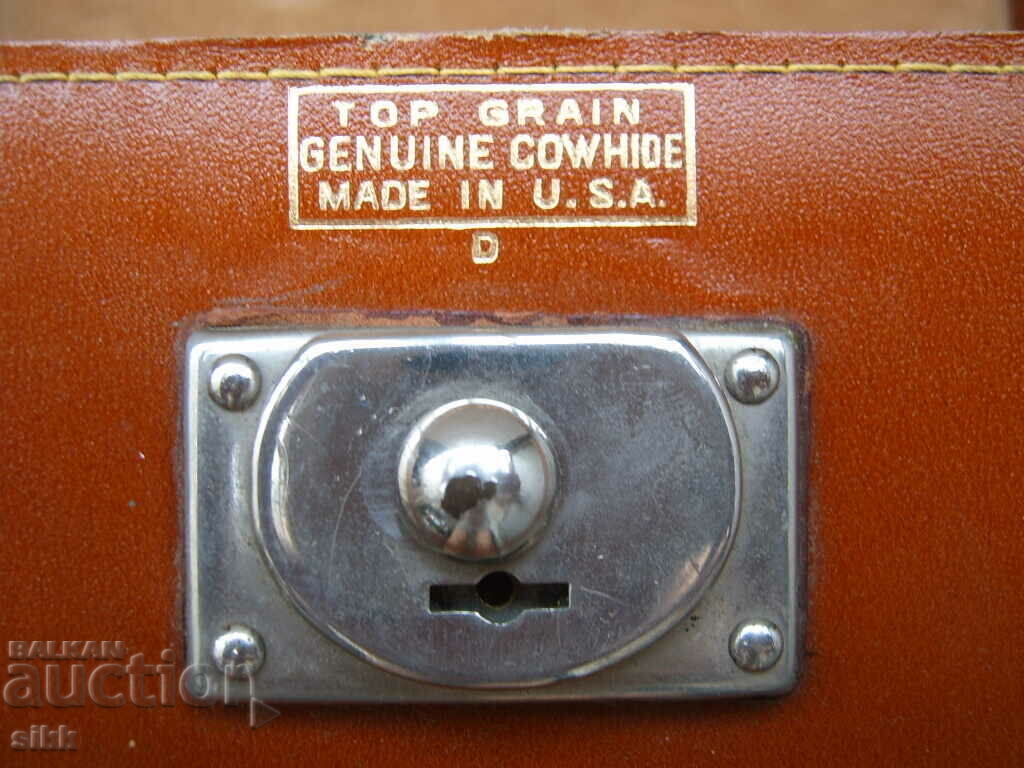 TOP GRAIN
GENUINE COWHIDE
MADE IN U.S.A.
D
BALKAN
auction
sikk